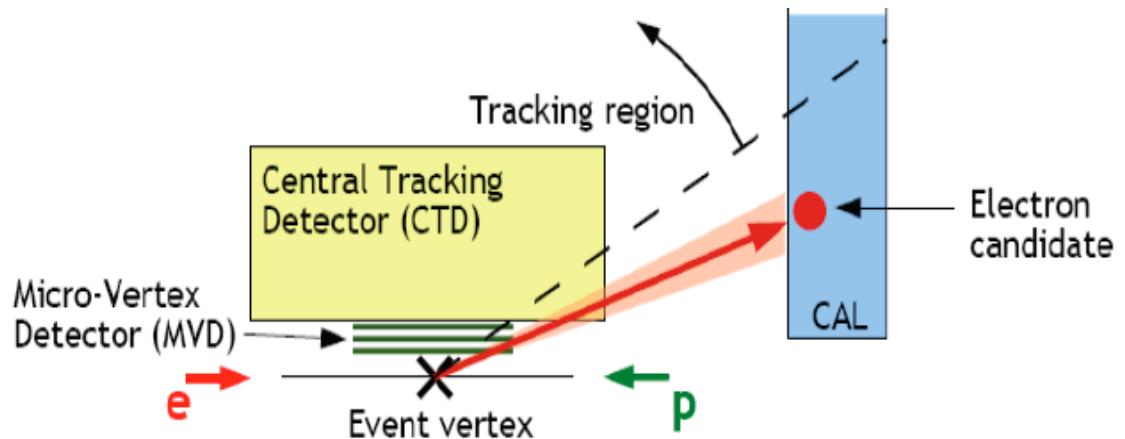 Tracking region
Central Tracking
Detector (CTD)
Electron
candidate
Micro-Vertex
Detector (MVD)
CAL
e
p
Event vertex